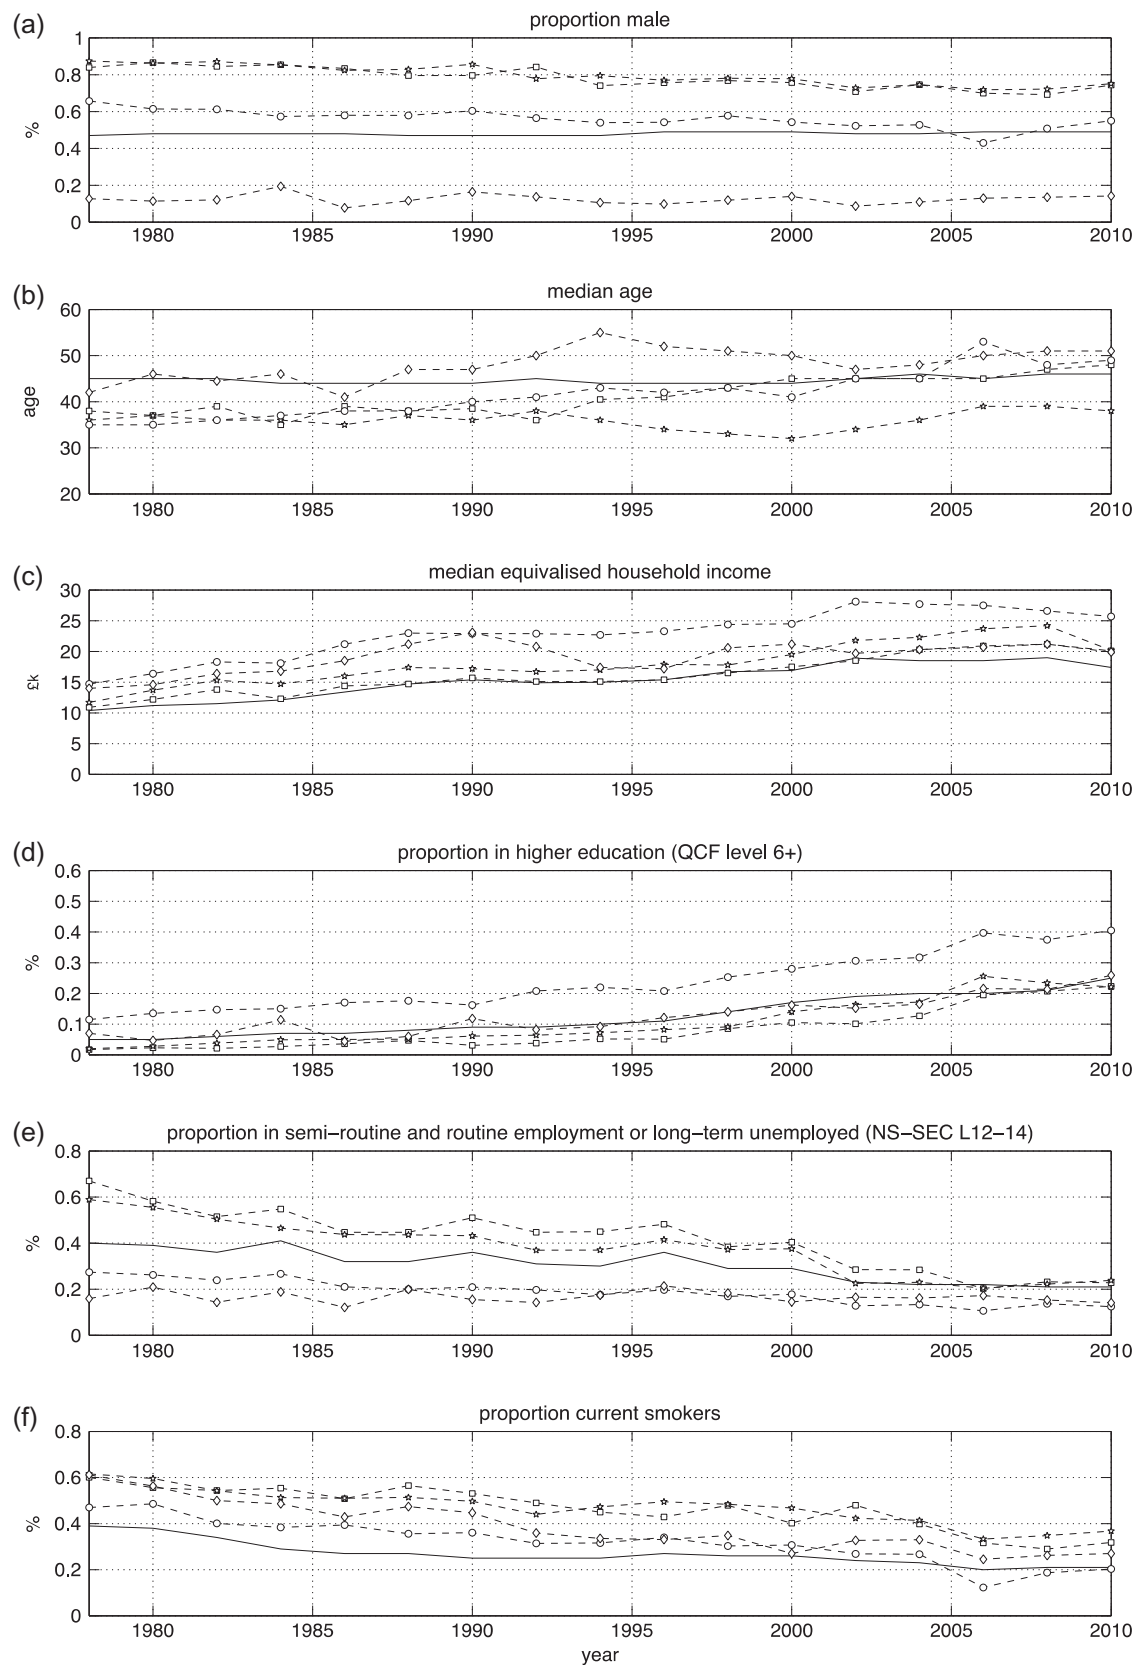 (a) proportion male
1
0.8
0.6
0.4
0.2
0
%
1980 1985 1990 1995 2000 2005 2010
(b) median age
60
50
40
30
20
age
1980 1985 1990 1995 2000 2005 2010
(c) median equivalised household income
30
25
20
15
10
5
0
£k
1980 1985 1990 1995 2000 2005 2010
(d) proportion in higher education (QCF level 6+)
0.6
0.5
0.4
0.3
0.2
0.1
0
%
1980 1985 1990 1995 2000 2005 2010
(e) proportion in semi−routine and routine employment or long−term unemployed (NS−SEC L12−14)
0.8
0.6
0.4
0.2
0
%
1980 1985 1990 1995 2000 2005 2010
(f) proportion current smokers
0.8
0.6
0.4
0.2
0
%
1980 1985 1990 1995 2000 2005 2010
year